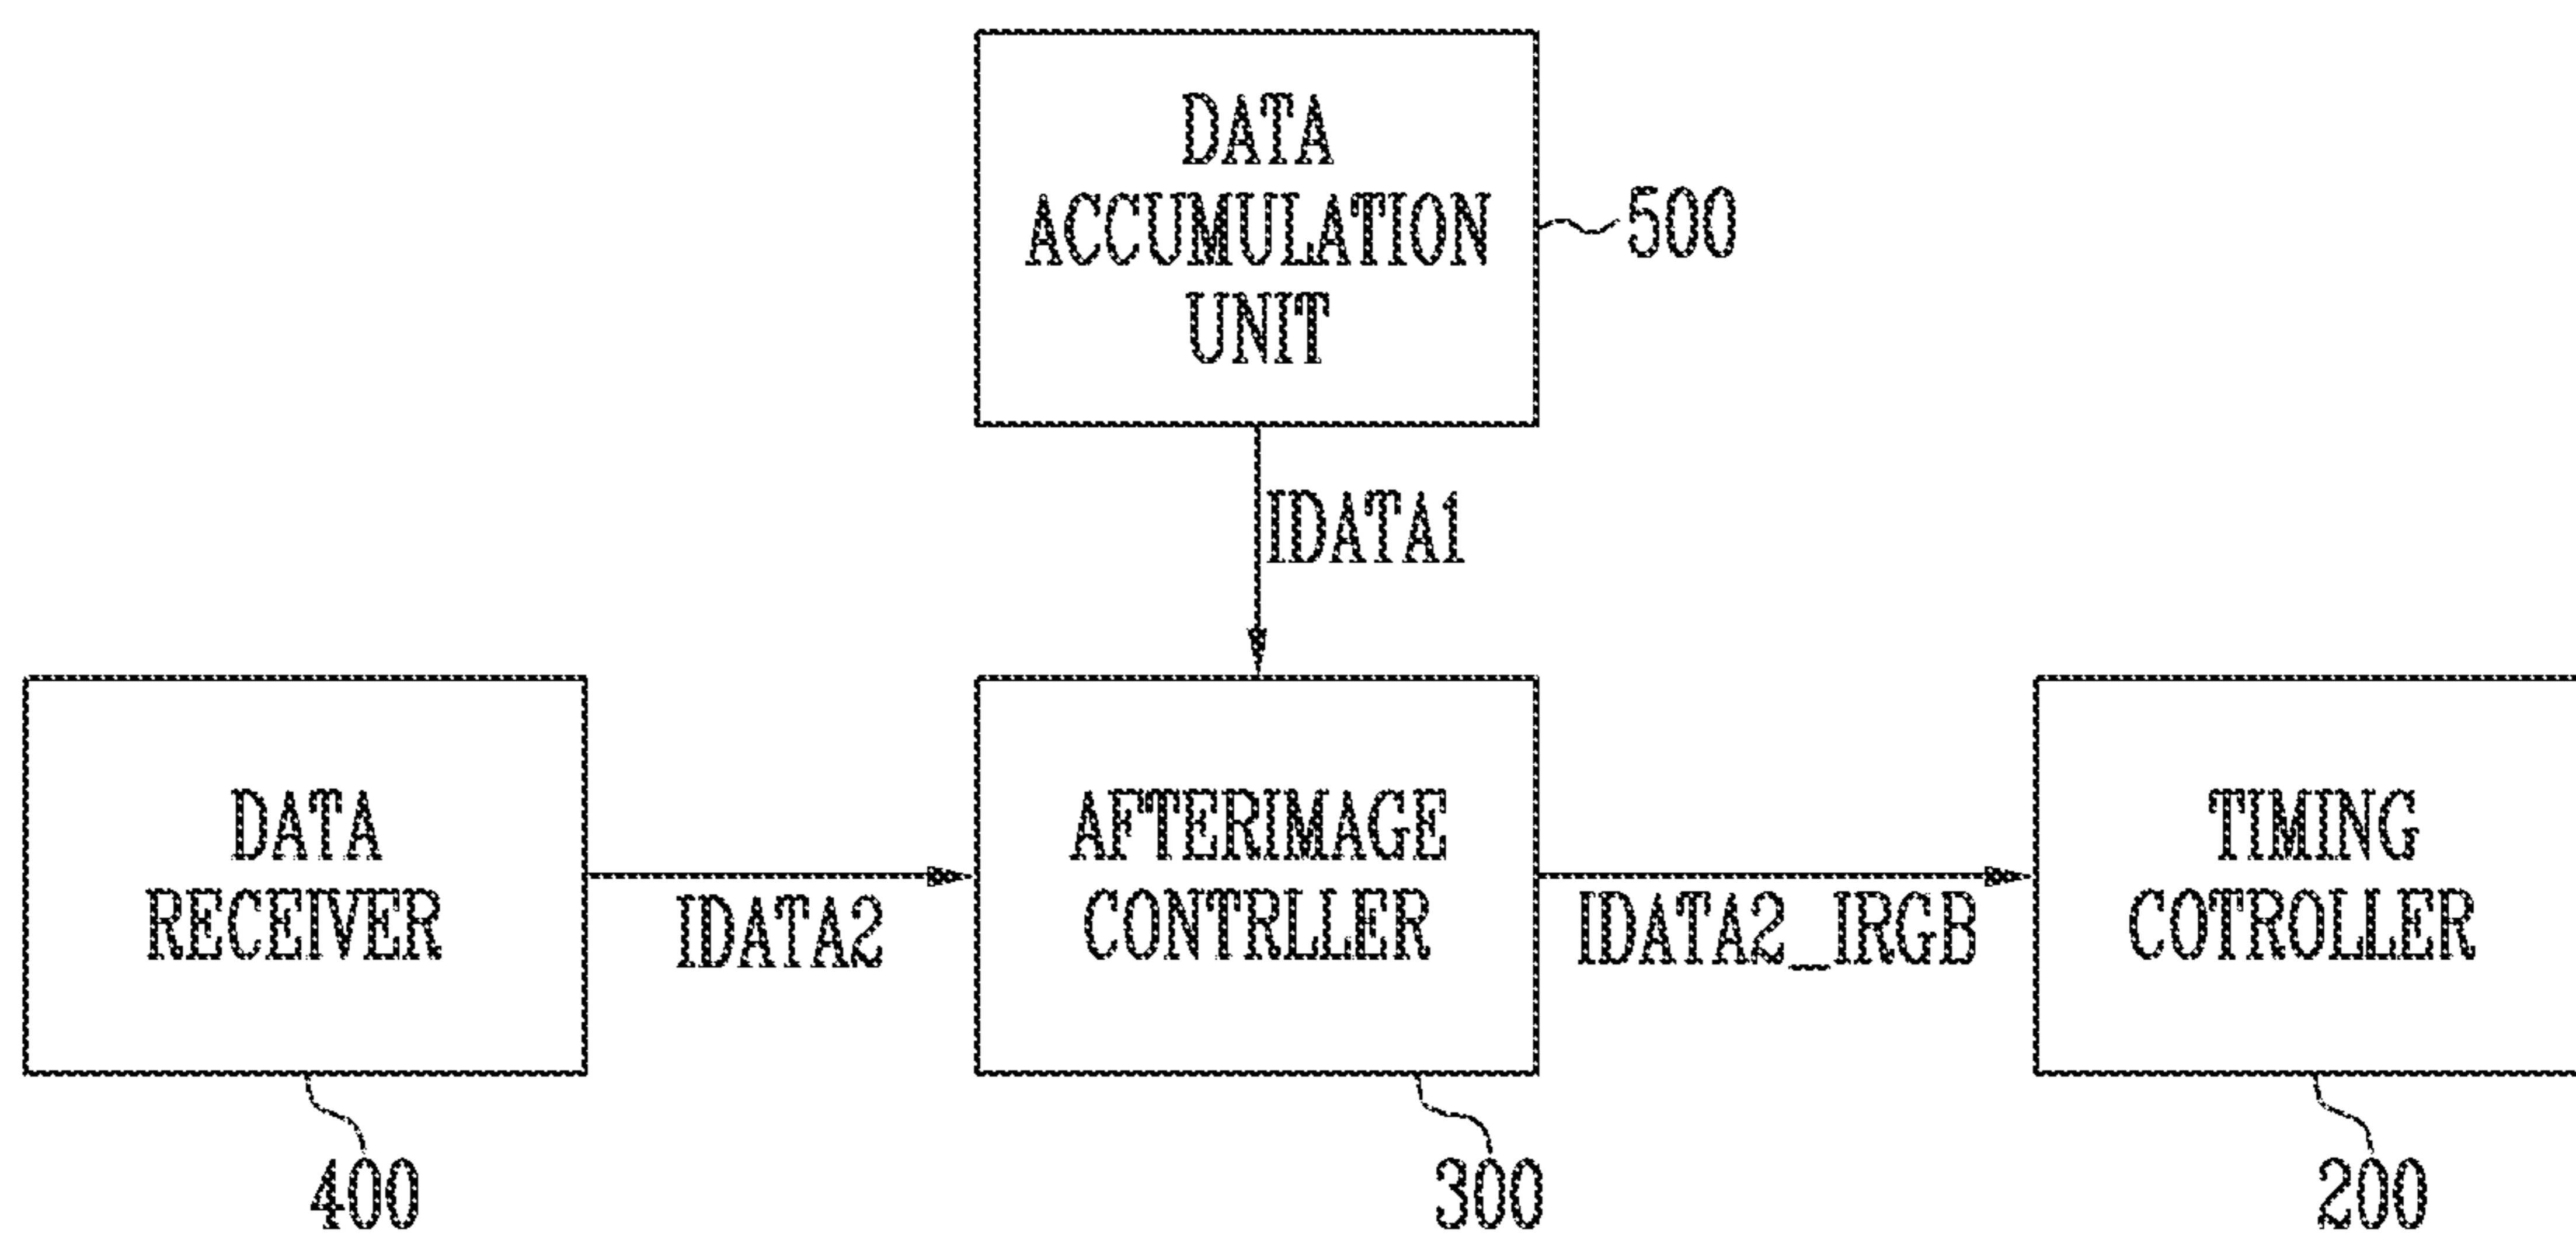 DATA
ACCUMULATION
UNIT
500
IDATA1
DATA
RECEIVER
IDATA2
AFTERIMAGE
CONTRLLER
IDATA2_IRGB
TIMING
COTROLLER
400
300
200